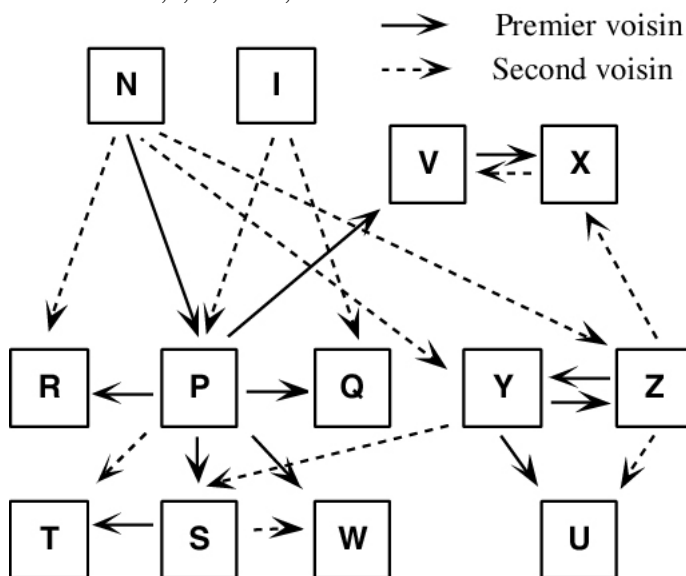 Premier voisin
Second voisin
N I
V X
R P Q Y Z
T S W U